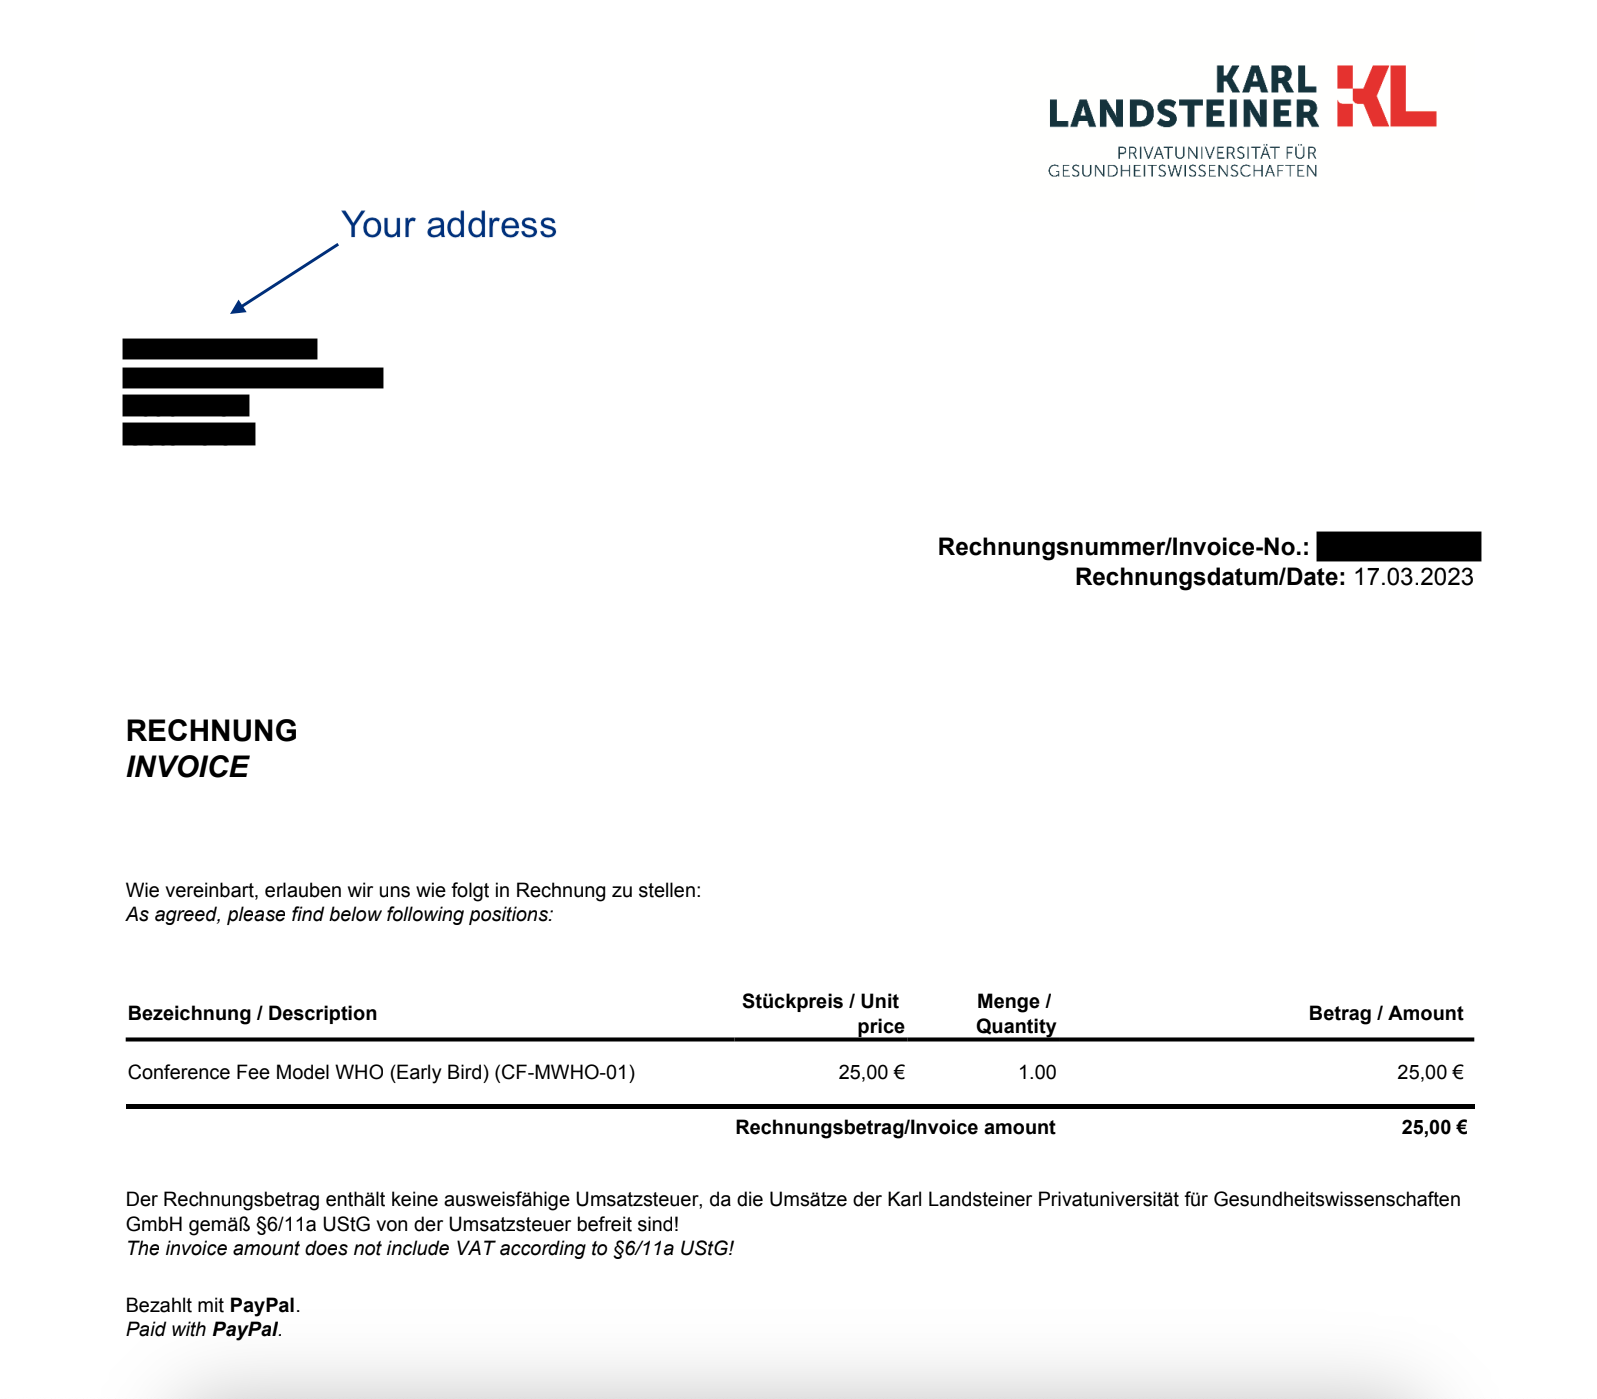 KARL
LANDSTEINER
KL
PRIVATUNIVERSITÄT FÜR
GESUNDHEITSWISSENSCHAFTEN
Your address
Rechnungsnummer/Invoice-No.:
Rechnungsdatum/Date: 17.03.2023
RECHNUNG
INVOICE
Wie vereinbart, erlauben wir uns wie folgt in Rechnung zu stellen:
As agreed, please find below following positions:
Bezeichnung / Description Stückpreis / Unit price Menge / Quantity Betrag / Amount
Conference Fee Model WHO (Early Bird) (CF-MWHO-01) 25,00 € 1.00 25,00 €
Rechnungsbetrag/Invoice amount 25,00 €
Der Rechnungsbetrag enthält keine ausweisfähige Umsatzsteuer, da die Umsätze der Karl Landsteiner Privatuniversität für Gesundheitswissenschaften
GmbH gemäß §6/11a UStG von der Umsatzsteuer befreit sind!
The invoice amount does not include VAT according to §6/11a UStG!
Bezahlt mit PayPal.
Paid with PayPal.